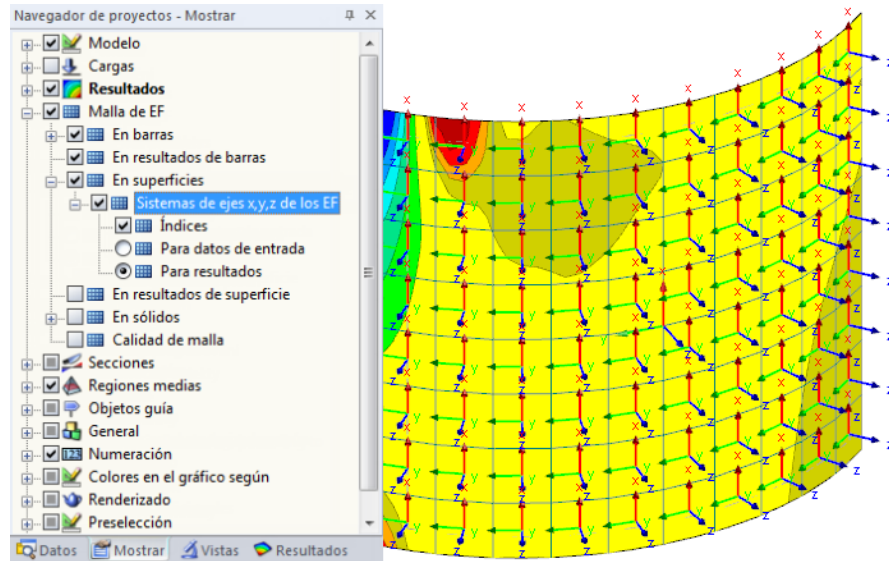 Navegador de proyectos - Mostrar
Modelo
Cargas
Resultados
Malla de EF
En barras
En resultados de barras
En superficies
Sistemas de ejes x,y,z de los EF
Índices
Para datos de entrada
Para resultados
En resultados de superficie
En sólidos
Calidad de malla
Secciones
Regiones medias
Objetos guía
General
Numeración
Colores en el gráfico según
Renderizado
Preselección
Datos Mostrar Vistas Resultados